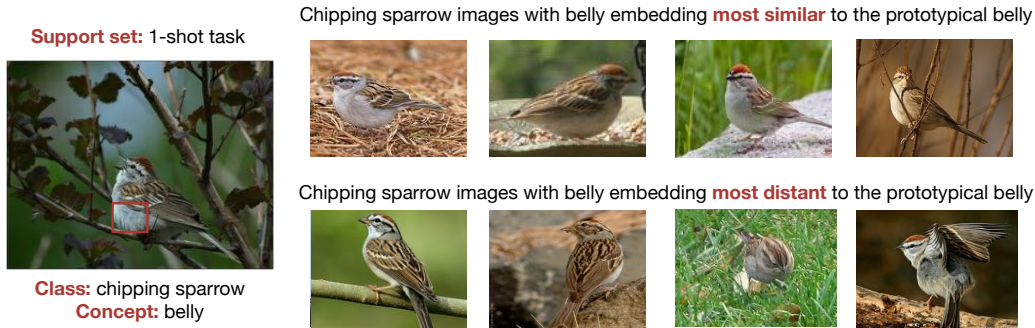 Support set: 1-shot task
Class: chipping sparrow
Concept: belly
Chipping sparrow images with belly embedding most similar to the prototypical belly
Chipping sparrow images with belly embedding most distant to the prototypical belly